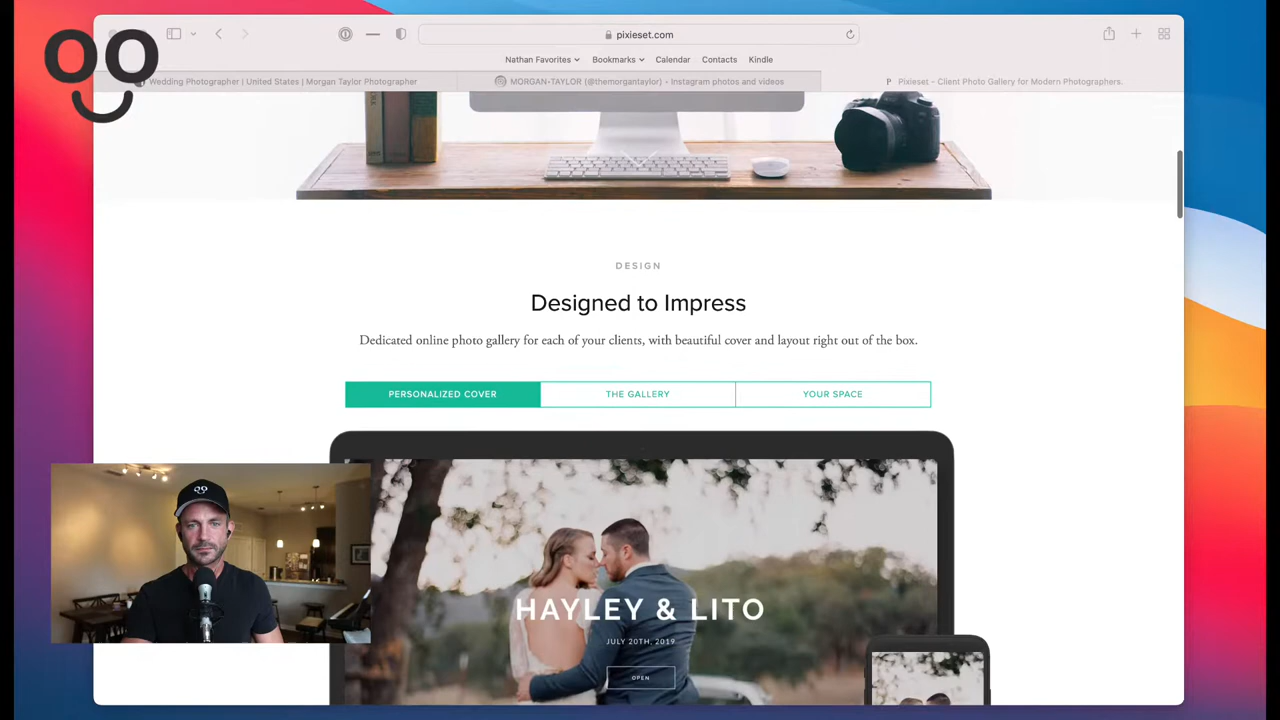 pixieset.com
Nathan Favorites Bookmarks Calendar Contacts Kindle
Wedding Photographer | United States | Morgan Taylor Photographer
MORGAN•TAYLOR (@themorgantaylor) • Instagram photos and videos
P Pixieset – Client Photo Gallery for Modern Photographers.
DESIGN
Designed to Impress
Dedicated online photo gallery for each of your clients, with beautiful cover and layout right out of the box.
PERSONALIZED COVER
THE GALLERY
YOUR SPACE
HAYLEY & LITO
JULY 20TH, 2019
OPEN